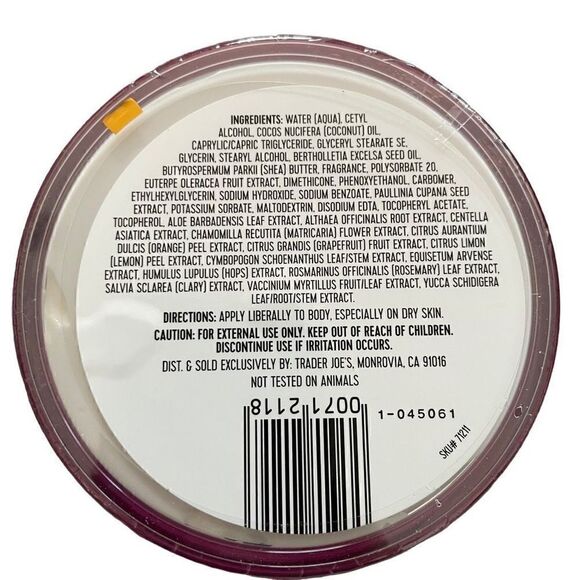 INGREDIENTS: WATER (AQUA), CETYL
ALCOHOL, COCOS NUCIFERA (COCONUT) OIL,
CAPRYLIC/CAPRIC TRIGLYCERIDE, GLYCERYL STEARATE SE,
GLYCERIN, STEARYL ALCOHOL, BERTHOLLETIA EXCELSA SEED OIL,
BUTYROSPERMUM PARKII (SHEA) BUTTER, FRAGRANCE, POLYSORBATE 20,
EUTERPE OLERACEA FRUIT EXTRACT, DIMETHICONE, PHENOXYETHANOL, CARBOMER,
ETHYLHEXYLGLYCERIN, SODIUM HYDROXIDE, SODIUM BENZOATE, PAULLINIA CUPANA SEED
EXTRACT, POTASSIUM SORBATE, MALTODEXTRIN, DISODIUM EDTA, TOCOPHERYL ACETATE,
TOCOPHEROL, ALOE BARBADENSIS LEAF EXTRACT, ALTHAEA OFFICINALIS ROOT EXTRACT, CENTELLA
ASIATICA EXTRACT, CHAMOMILLA RECUTITA (MATRICARIA) FLOWER EXTRACT, CITRUS AURANTIUM
DULCIS (ORANGE) PEEL EXTRACT, CITRUS GRANDIS (GRAPEFRUIT) FRUIT EXTRACT, CITRUS LIMON
(LEMON) PEEL EXTRACT, CYMBOPOGON SCHOENANTHUS LEAF/STEM EXTRACT, EQUISETUM ARVENSE
EXTRACT, HUMULUS LUPULUS (HOPS) EXTRACT, ROSMARINUS OFFICINALIS (ROSEMARY) LEAF EXTRACT,
SALVIA SCLAREA (CLARY) EXTRACT, VACCINIUM MYRTILLUS FRUIT/LEAF EXTRACT, YUCCA SCHIDIGERA
LEAF/ROOT/STEM EXTRACT.
DIRECTIONS: APPLY LIBERALLY TO BODY, ESPECIALLY ON DRY SKIN.
CAUTION: FOR EXTERNAL USE ONLY. KEEP OUT OF REACH OF CHILDREN.
DISCONTINUE USE IF IRRITATION OCCURS.
DIST. & SOLD EXCLUSIVELY BY: TRADER JOE'S, MONROVIA, CA 91016
NOT TESTED ON ANIMALS
0071 2118
1-045061
SKU# 71211